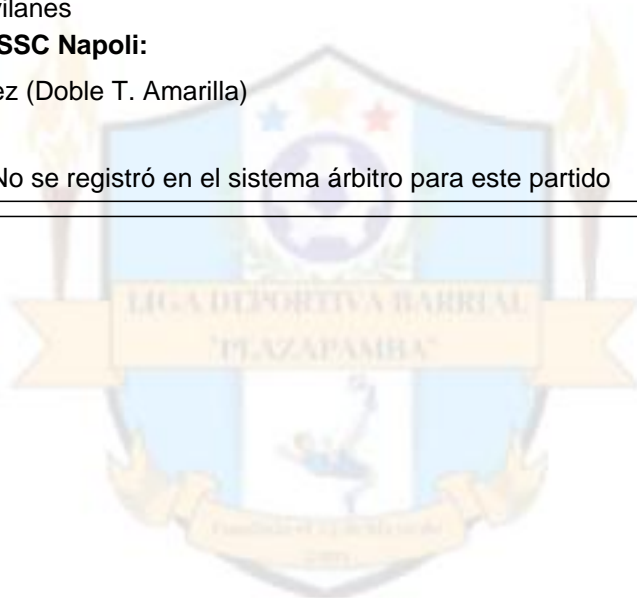 vilanes
SSC Napoli:
ez (Doble T. Amarilla)
No se registró en el sistema árbitro para este partido
LIGA DEPORTIVA BARRIAL
"PLAZAPAMBA"